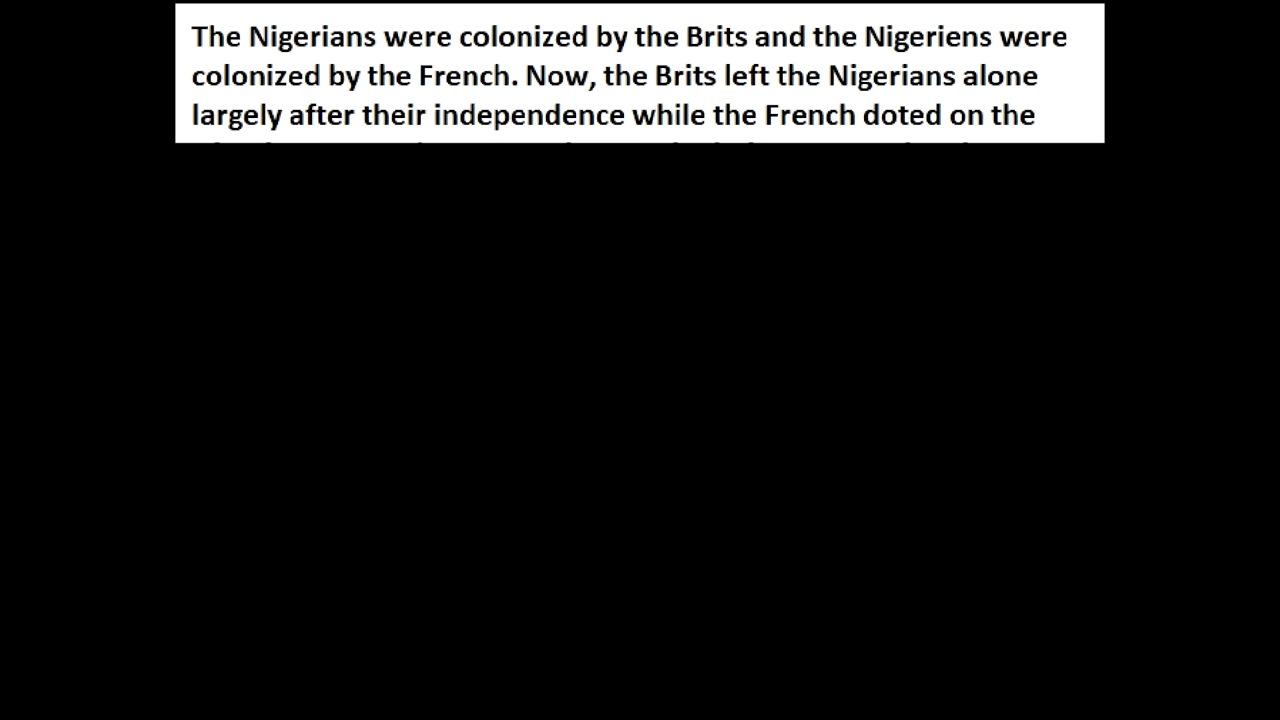 The Nigerians were colonized by the Brits and the Nigeriens were
colonized by the French. Now, the Brits left the Nigerians alone
largely after their independence while the French doted on the